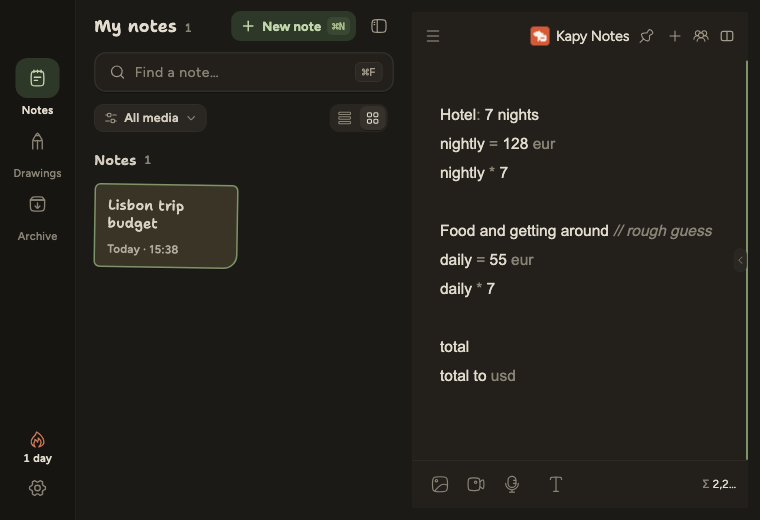 My notes 1
+ New note ⌘N
Find a note... ⌘F
All media
Notes
Drawings
Archive
Notes 1
Lisbon trip
budget
Today · 15:38
1 day
Kapy Notes
Hotel: 7 nights
nightly = 128 eur
nightly * 7
Food and getting around // rough guess
daily = 55 eur
daily * 7
total
total to usd
Σ 2,2...